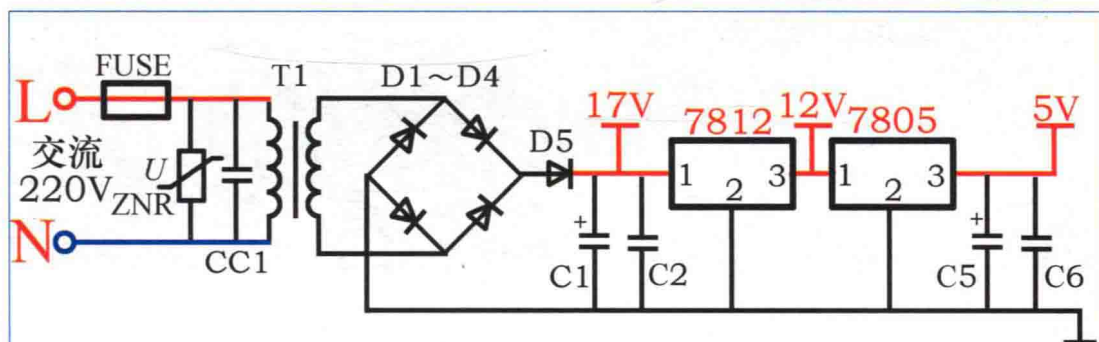 FUSE
T1
D1～D4
L
交流
220V
N
U
ZNR
CC1
D5
17V
7812
12V
7805
5V
1
2
3
1
2
3
+
C1
C2
+
C5
C6